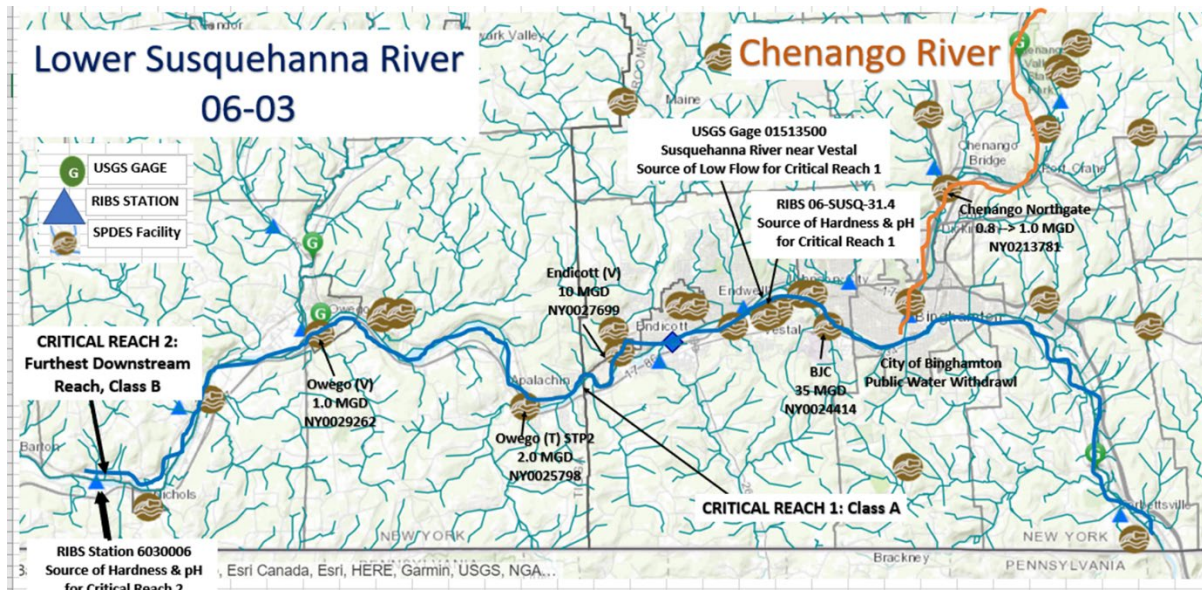 Lower Susquehanna River
06-03
Chenango River
G
USGS GAGE
RIBS STATION
SPDES Facility
Maine
USGS Gage 01513500
Susquehanna River near Vestal
Source of Low Flow for Critical Reach 1
RIBS 06-SUSQ-31.4
Source of Hardness & pH
for Critical Reach 1
Chenango
Bridge
Chenango Northgate
0.8 --> 1.0 MGD
NY0213781
G
G
G
G
Endicott (V)
10 MGD
NY0027699
Endicott
17-
Binghamton
CRITICAL REACH 2:
Furthest Downstream
Reach, Class B
Owego (V)
1.0 MGD
NY0029262
Apalachin
Owego (T) STP2
2.0 MGD
NY0025798
BJC
35 MGD
NY0024414
City of Binghamton
Public Water Withdrawl
Barton
CRITICAL REACH 1: Class A
RIBS Station 6030006
Source of Hardness & pH
for Critical Reach 2
NEW YORK
NEW YORK
PENNSYLVANIA
Brackney
Esri Canada, Esri, HERE, Garmin, USGS, NGA...